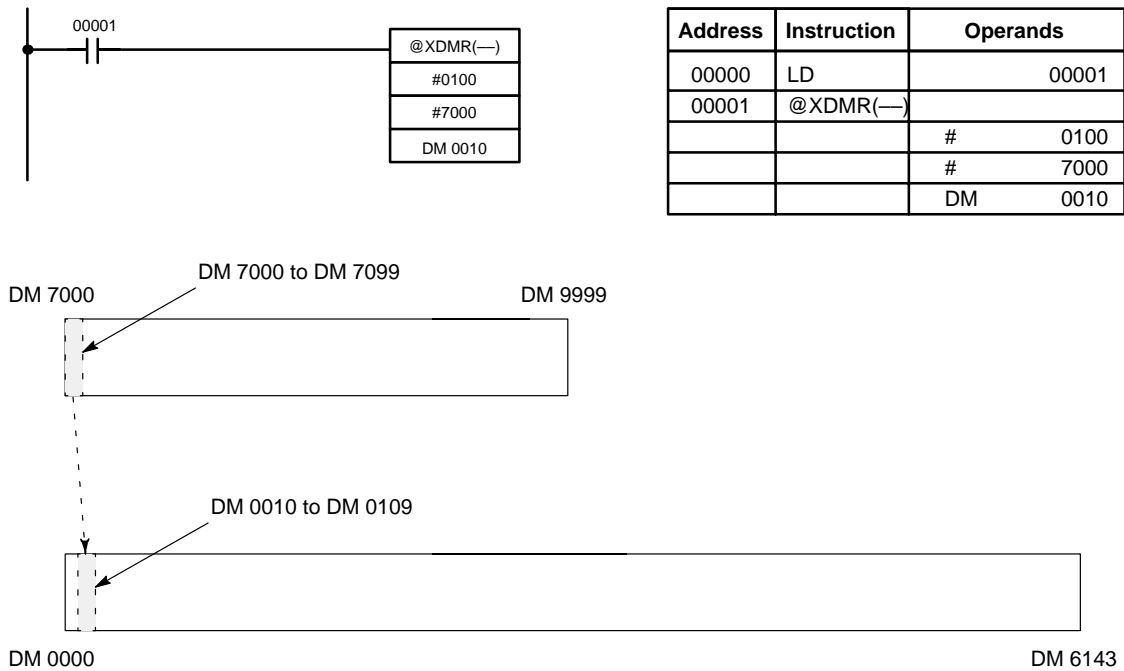 00001
@XDMR(––)
#0100
#7000
DM 0010
Address Instruction Operands
00000 LD 00001
00001 @XDMR(––)
# 0100
# 7000
DM 0010
DM 7000 to DM 7099
DM 7000 DM 9999
DM 0010 to DM 0109
DM 0000 DM 6143